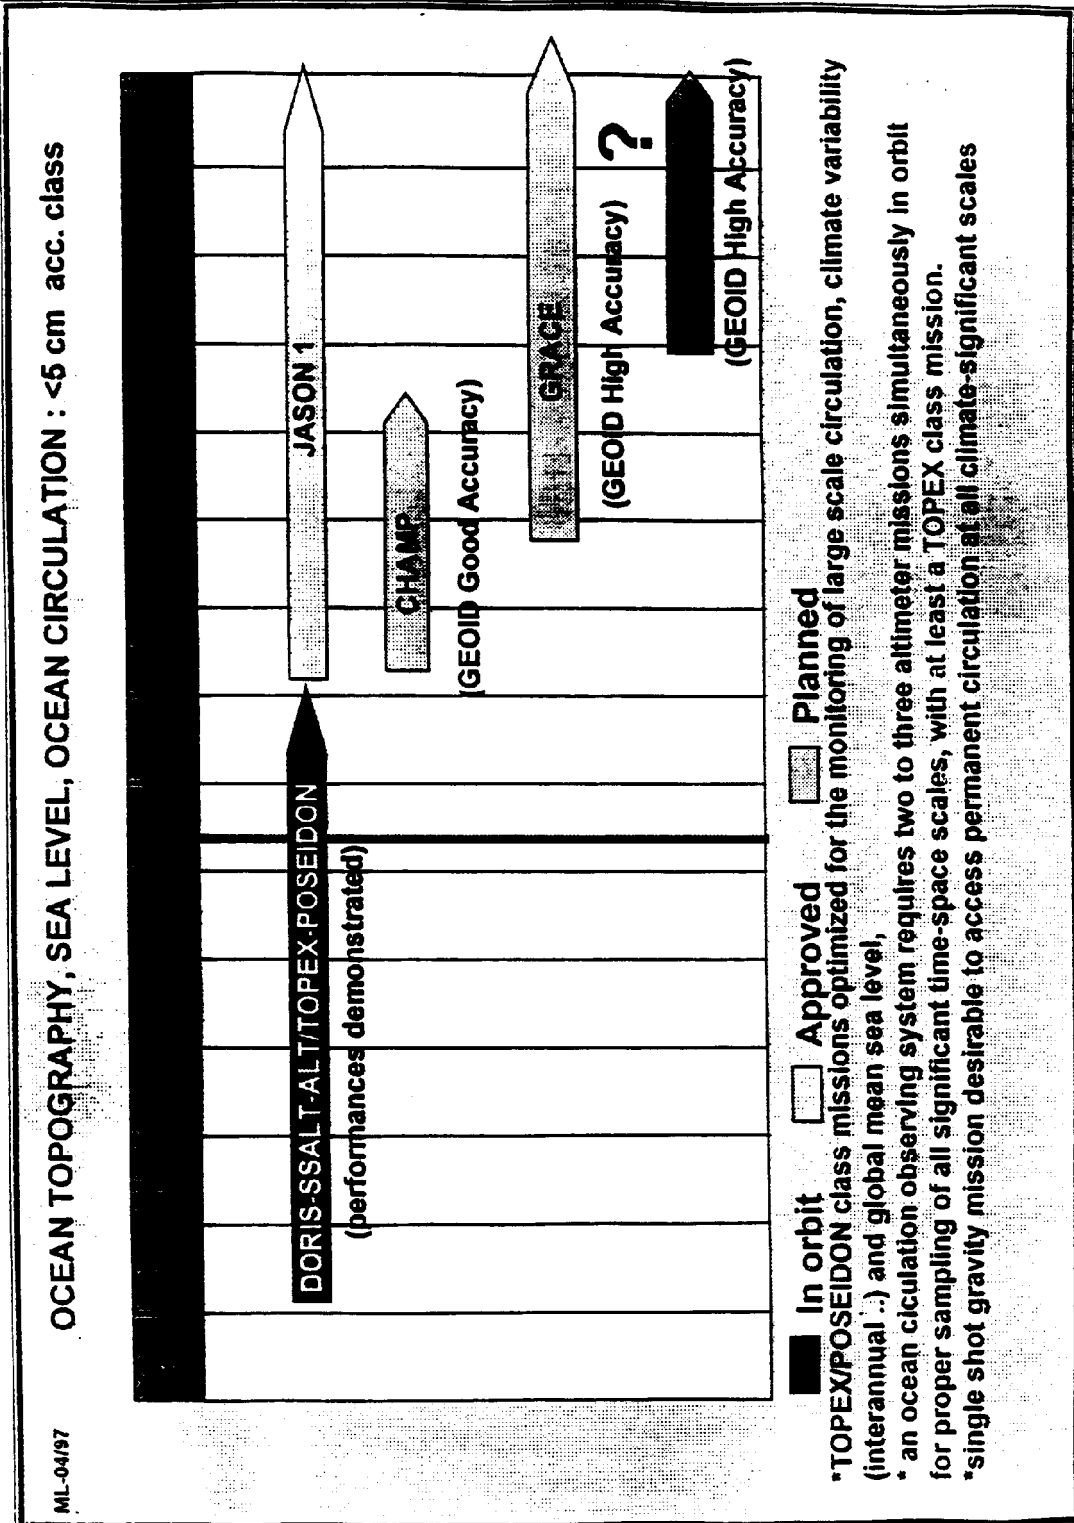 ML-04/97
OCEAN TOPOGRAPHY, SEA LEVEL, OCEAN CIRCULATION : <5 cm acc. class
DORIS-SSALT-ALT/TOPEX-POSEIDON
(performances demonstrated)
JASON 1
CHAMP
(GEOID Good Accuracy)
GRACE
(GEOID High Accuracy)
?
(GEOID High Accuracy)
In orbit
Approved
Planned
*TOPEX/POSEIDON class missions optimized for the monitoring of large scale circulation, climate variability
(interannual ..) and global mean sea level,
* an ocean ciculation observing system requires two to three altimeter missions simultaneously in orbit
for proper sampling of all significant time-space scales, with at least a TOPEX class mission.
*single shot gravity mission desirable to access permanent circulation at all climate-significant scales